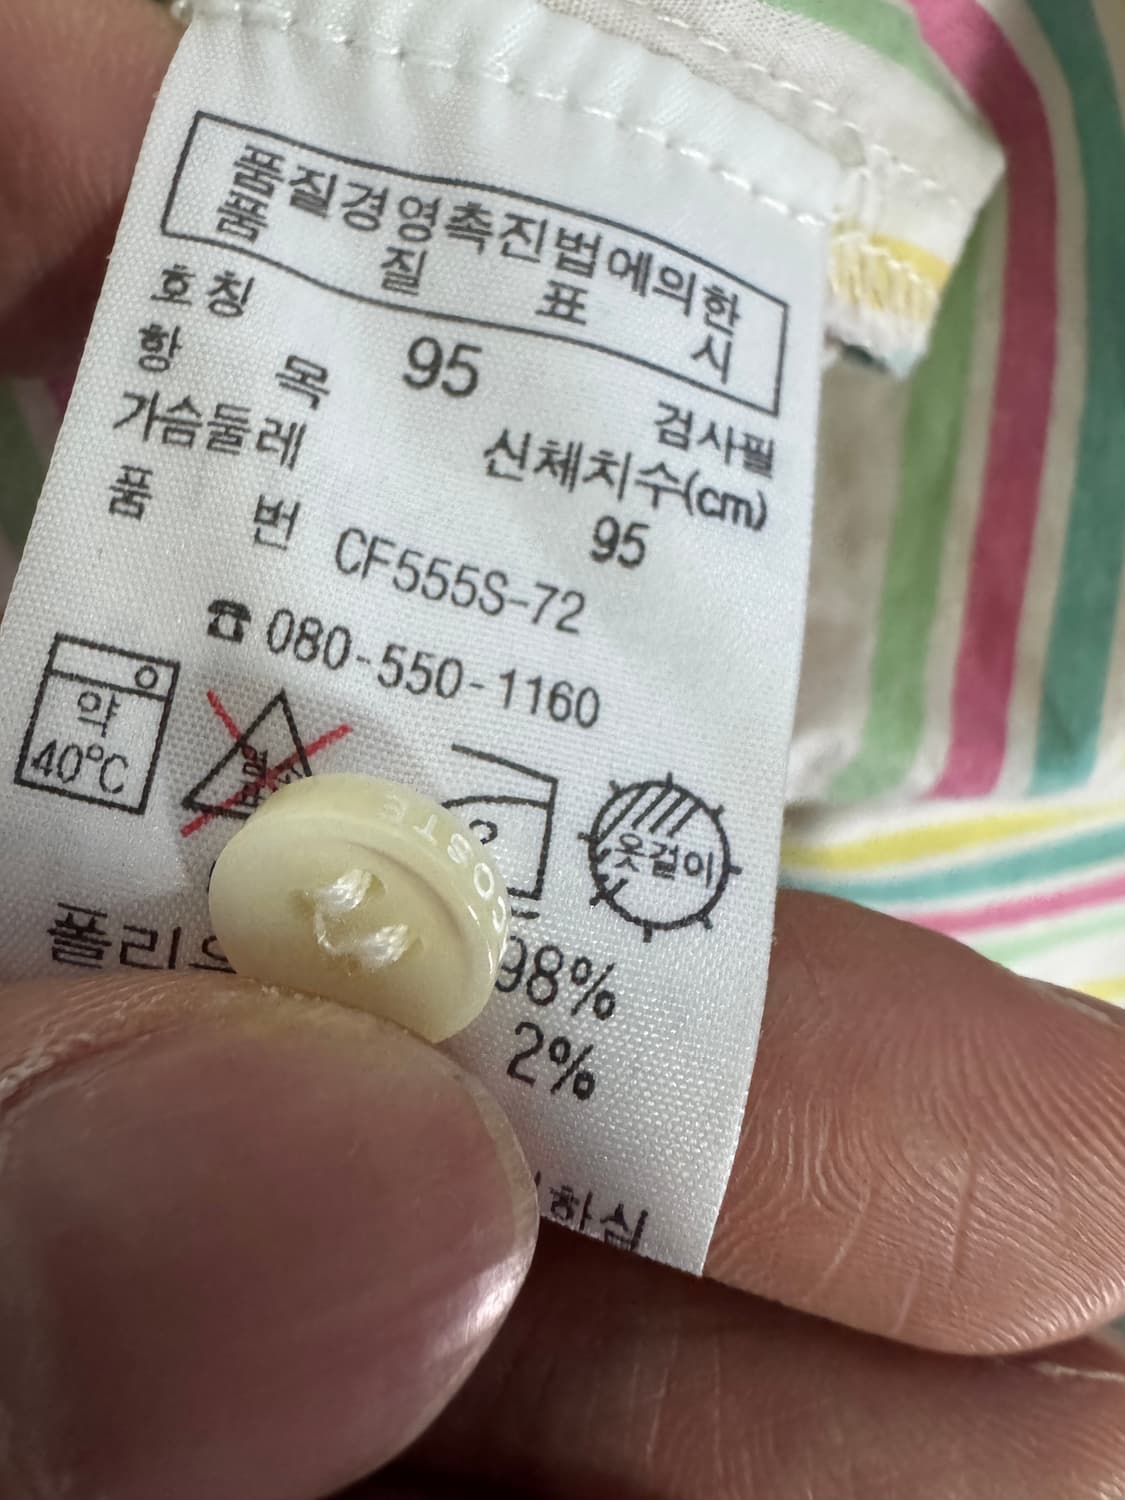 품질경영촉진법에의한
품 질 표 시
호칭 95 검사필
항 목 신체치수(cm)
가슴둘레 95
품 번 CF555S-72
☎ 080-550-1160
약
40℃
옷걸이
98%
2%
하실